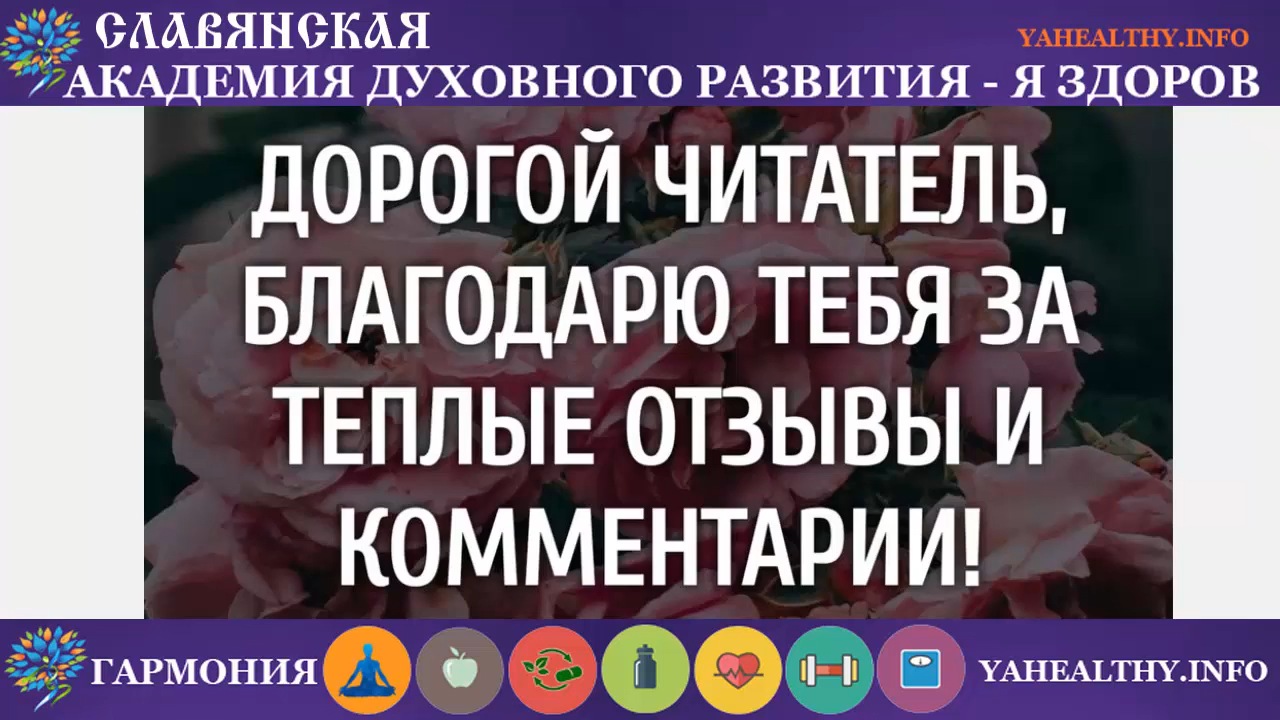 СЛАВЯНСКАЯ
YAHEALTHY.INFO
АКАДЕМИЯ ДУХОВНОГО РАЗВИТИЯ - Я ЗДОРОВ
ДОРОГОЙ ЧИТАТЕЛЬ,
БЛАГОДАРЮ ТЕБЯ ЗА
ТЕПЛЫЕ ОТЗЫВЫ И
КОММЕНТАРИИ!
ГАРМОНИЯ
YAHEALTHY.INFO